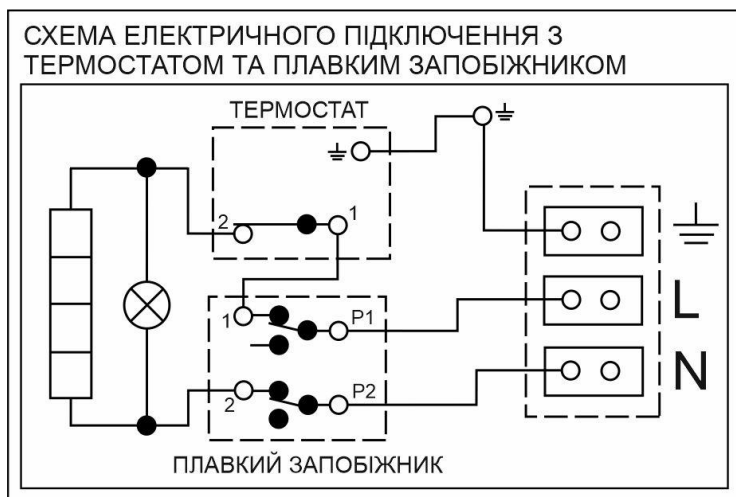 СХЕМА ЕЛЕКТРИЧНОГО ПІДКЛЮЧЕННЯ З
ТЕРМОСТАТОМ ТА ПЛАВКИМ ЗАПОБІЖНИКОМ
ТЕРМОСТАТ
2
1
L
1
P1
N
2
P2
ПЛАВКИЙ ЗАПОБІЖНИК